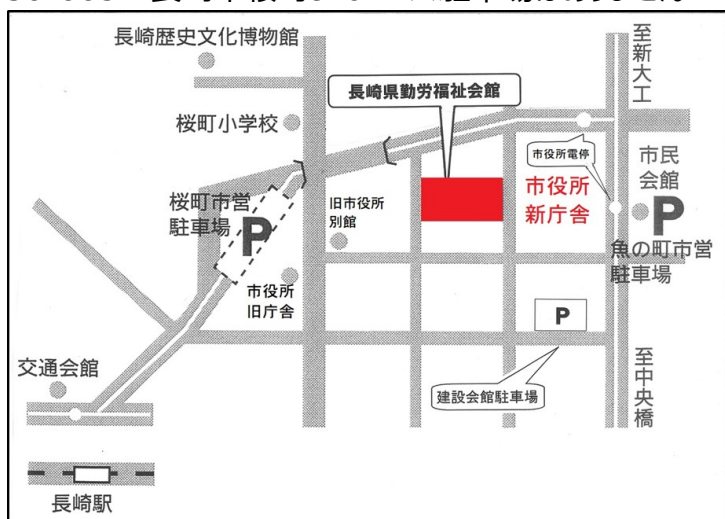 長崎歴史文化博物館
桜町小学校
長崎県勤労福祉会館
至新大工
市役所電停
市民
会館
P
魚の町市営
駐車場
市役所
新庁舎
桜町市営
駐車場
P
旧市役所
別館
市役所
旧庁舎
P
建設会館駐車場
至中央橋
交通会館
長崎駅